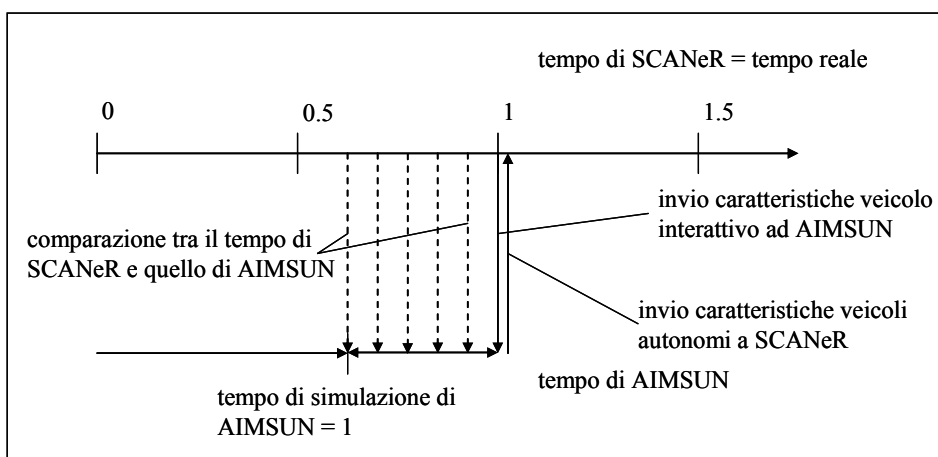 tempo di SCANeR = tempo reale
0
0.5
1
1.5
invio caratteristiche veicolo
interattivo ad AIMSUN
comparazione tra il tempo di
SCANeR e quello di AIMSUN
invio caratteristiche veicoli
autonomi a SCANeR
tempo di AIMSUN
tempo di simulazione di
AIMSUN = 1